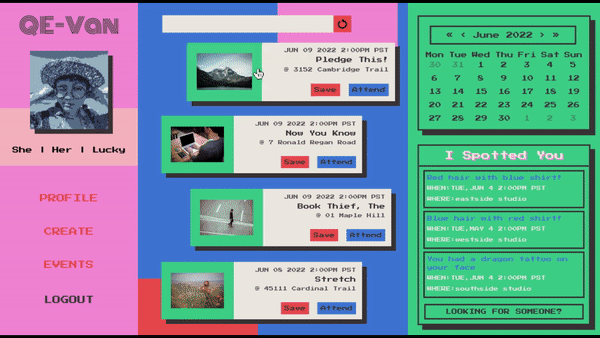 QE-Van
She | Her | Lucky
PROFILE
CREATE
EVENTS
LOGOUT
JUN 09 2022 2:00PM PST
Pledge This!
@ 3152 Cambridge Trail
Save Attend
JUN 09 2022 2:00PM PST
Now You Know
@ 7 Ronald Regan Road
Save Attend
JUN 09 2022 2:00PM PST
Book Thief, The
@ 01 Maple Hill
Save Attend
JUN 05 2022 2:00PM PST
Stretch
@ 45111 Cardinal Trail
Save Attend
« ‹ June 2022 › »
Mon Tue Wed Thu Fri Sat Sun
30 31 1 2 3 4 5
6 7 8 9 10 11 12
13 14 15 16 17 18 19
20 21 22 23 24 25 26
27 28 29 30 1 2 3
I Spotted You
Red hair with blue shirt!
WHEN:TUE,JUN 4 2:00PM PST
WHERE:eastside studio
Blue hair with red shirt!
WHEN:TUE,MAY 4 2:00PM PST
WHERE:westside studio
You had a dragon tattoo on
your face
WHEN:TUE,JUN 4 2:00PM PST
WHERE:southside studio
LOOKING FOR SOMEONE?